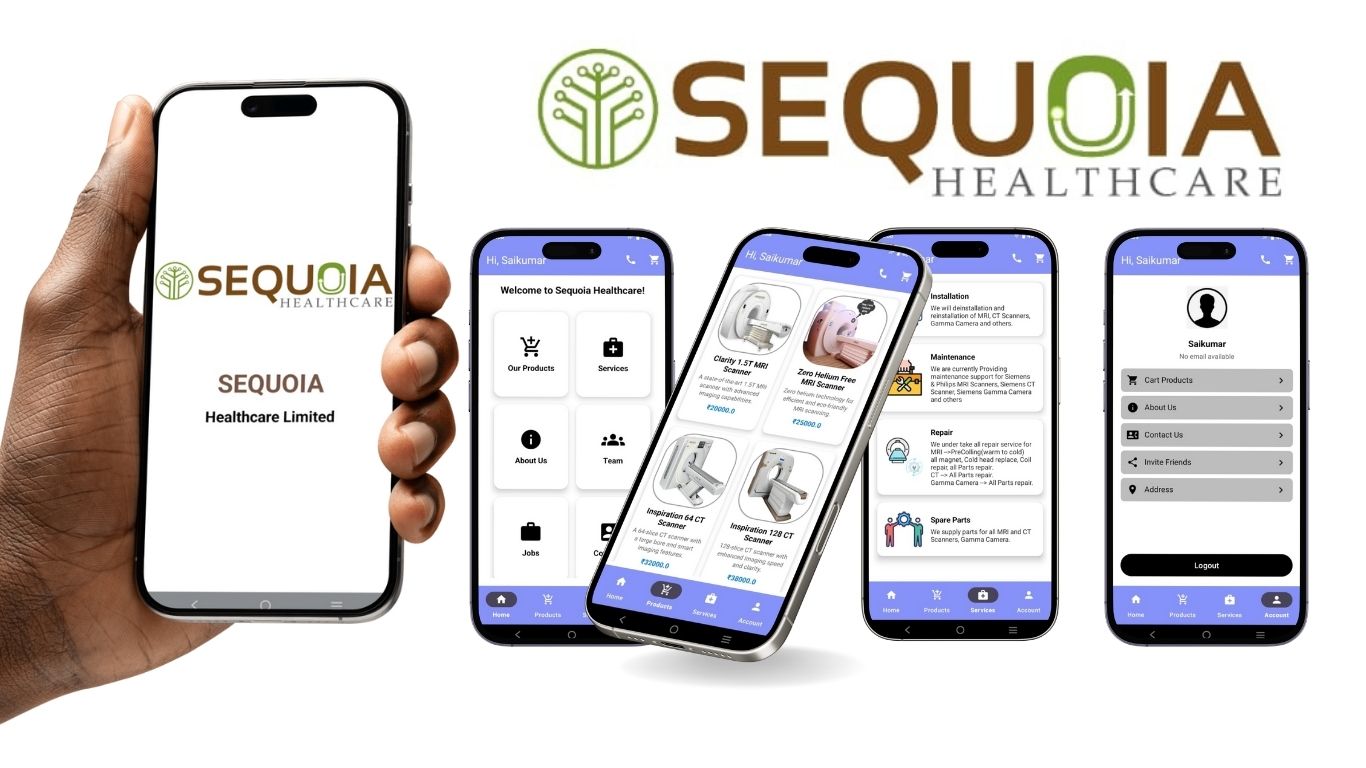 SEQUOIA
HEALTHCARE
SEQUOIA
HEALTHCARE
SEQUOIA
Healthcare Limited
Hi, Saikumar
Welcome to Sequoia Healthcare!
Our Products
Services
About Us
Team
Jobs
Co
Home
Products
S
Hi, Saikumar
Clarity 1.5T MRI
Scanner
A state-of-the-art 1.5T MRI
scanner with advanced
imaging capabilities.
₹20000.0
Zero Helium Free
MRI Scanner
Zero helium technology for
efficient and eco-friendly
MRI scanning.
₹25000.0
Inspiration 64 CT
Scanner
A 64-slice CT scanner with
a large bore and smart
imaging features.
₹32000.0
Inspiration 128 CT
Scanner
128-slice CT scanner with
enhanced imaging speed
and clarity.
₹38000.0
Home
Products
Services
Account
mar
Installation
We will deinstallation and
reinstallation of MRI, CT Scanners,
Gamma Camera and others.
Maintenance
We are currently Providing
maintenance support for Siemens
& Philips MRI Scanners, Siemens CT
Scanner, Siemens Gamma Camera
and others
Repair
We under take all repair service for
MRI -->PreColling(warm to cold)
all magnet, Cold head replace, Coil
repair, all Parts repair.
CT --> All Parts repair.
Gamma Camera --> All Parts repair.
Spare Parts
We supply parts for all MRI and CT
Scanners, Gamma Camera.
Home
Products
Services
Account
Hi, Saikumar
Saikumar
No email available
Cart Products
About Us
Contact Us
Invite Friends
Address
Logout
Home
Products
Services
Account